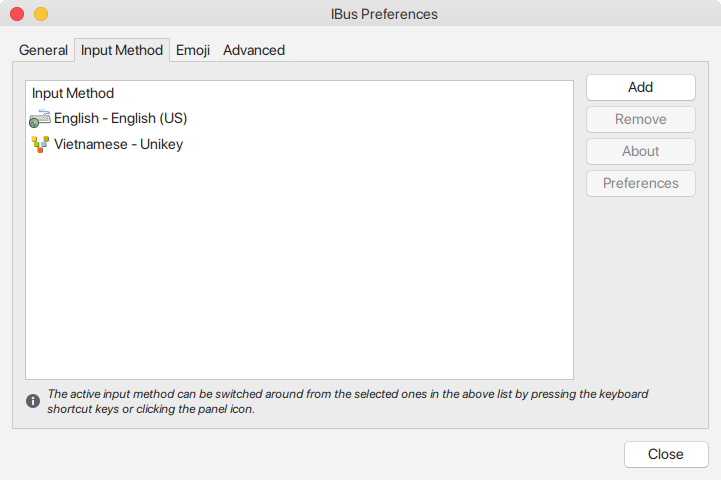 IBus Preferences
General
Input Method
Emoji
Advanced
Input Method
English - English (US)
Vietnamese - Unikey
Add
Remove
About
Preferences
The active input method can be switched around from the selected ones in the above list by pressing the keyboard
shortcut keys or clicking the panel icon.
Close